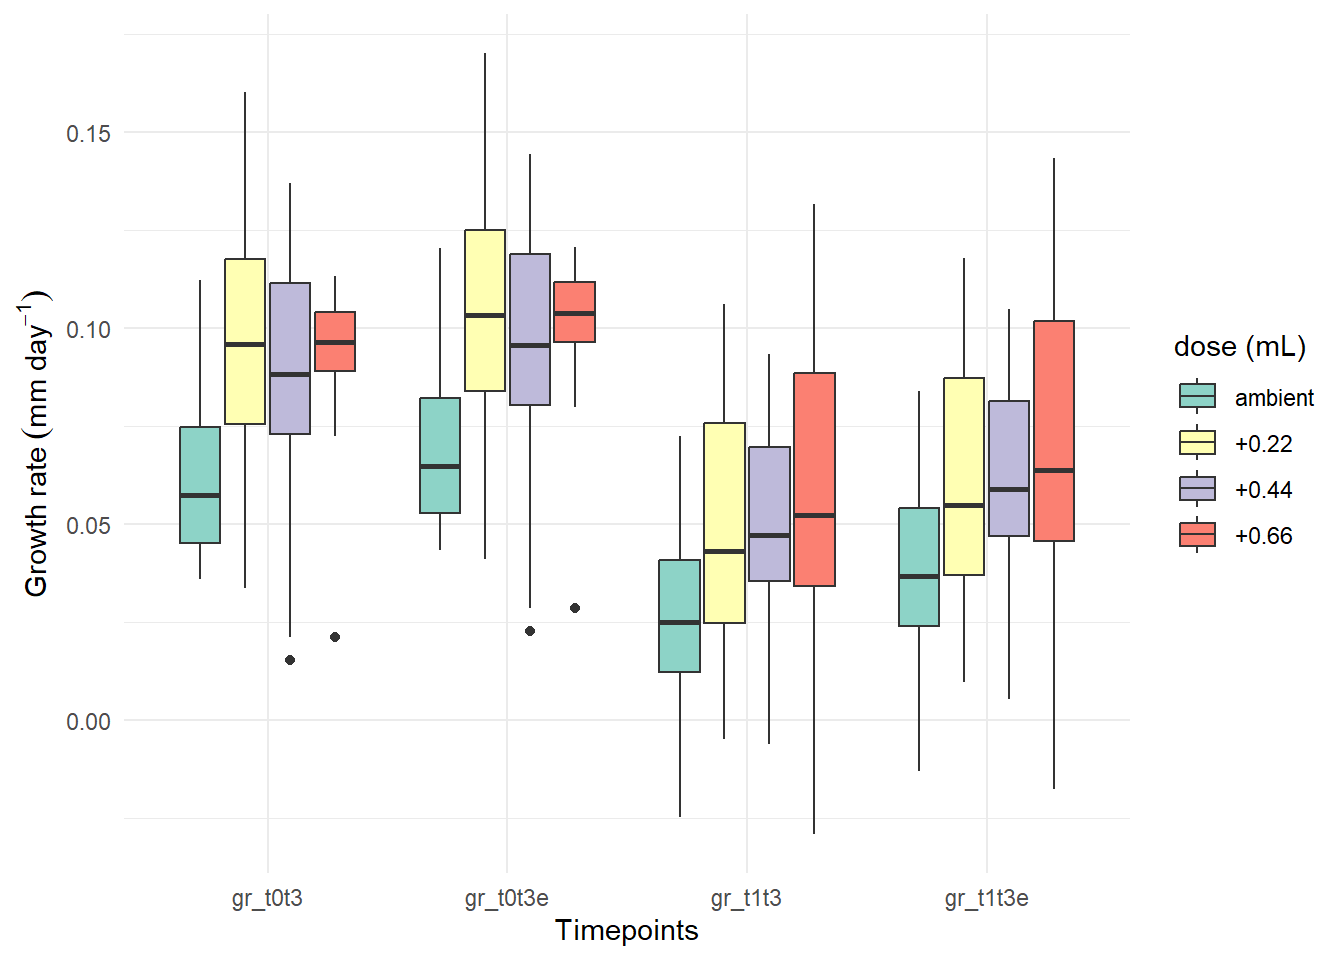 Growth rate (mm day⁻¹)
0.15
0.10
0.05
0.00
gr_t0t3 gr_t0t3e gr_t1t3 gr_t1t3e
Timepoints
dose (mL)
ambient
+0.22
+0.44
+0.66